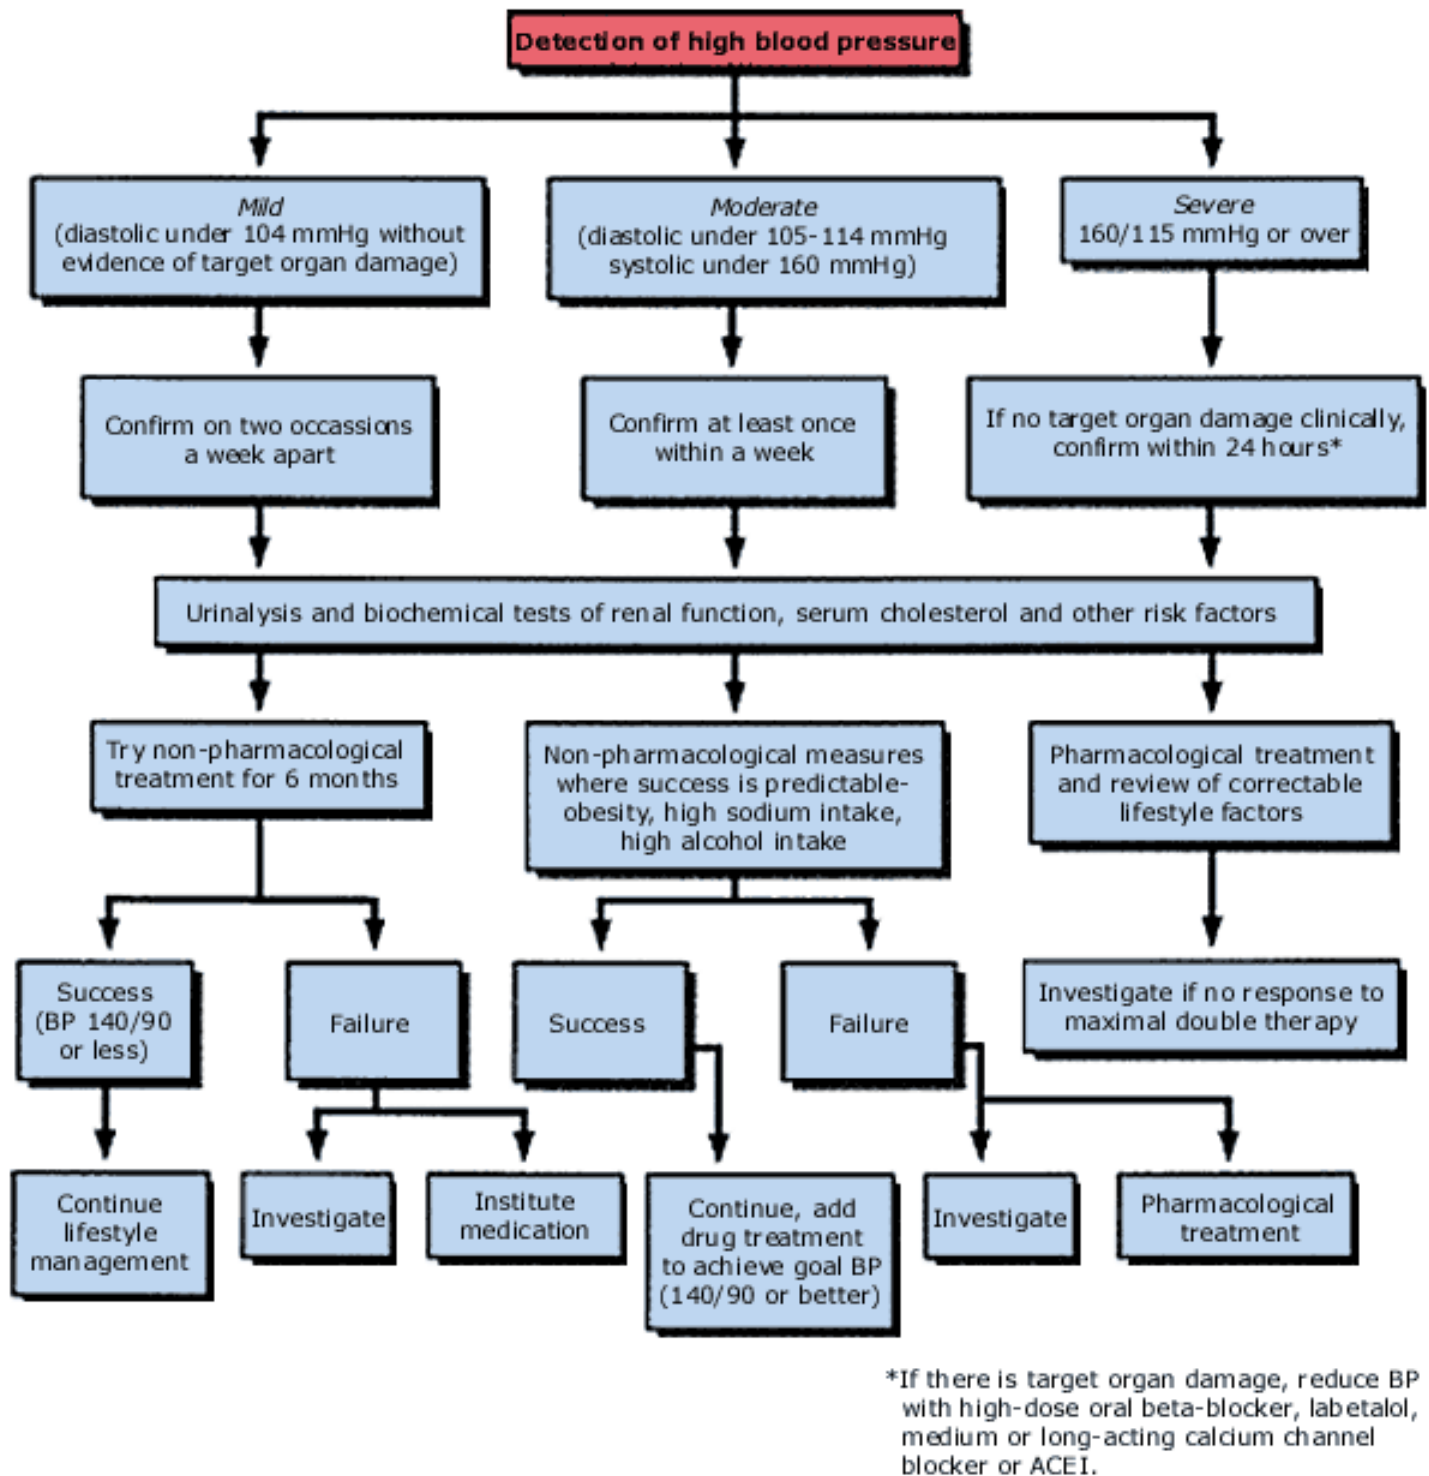 Detection of high blood pressure
Mild
(diastolic under 104 mmHg without
evidence of target organ damage)
Moderate
(diastolic under 105-114 mmHg
systolic under 160 mmHg)
Severe
160/115 mmHg or over
Confirm on two occassions
a week apart
Confirm at least once
within a week
If no target organ damage clinically,
confirm within 24 hours*
Urinalysis and biochemical tests of renal function, serum cholesterol and other risk factors
Try non-pharmacological
treatment for 6 months
Non-pharmacological measures
where success is predictable-
obesity, high sodium intake,
high alcohol intake
Pharmacological treatment
and review of correctable
lifestyle factors
Success
(BP 140/90
or less)
Failure
Success
Failure
Investigate if no response to
maximal double therapy
Continue
lifestyle
management
Investigate
Institute
medication
Continue, add
drug treatment
to achieve goal BP
(140/90 or better)
Investigate
Pharmacological
treatment
*If there is target organ damage, reduce BP
with high-dose oral beta-blocker, labetalol,
medium or long-acting calcium channel
blocker or ACEI.